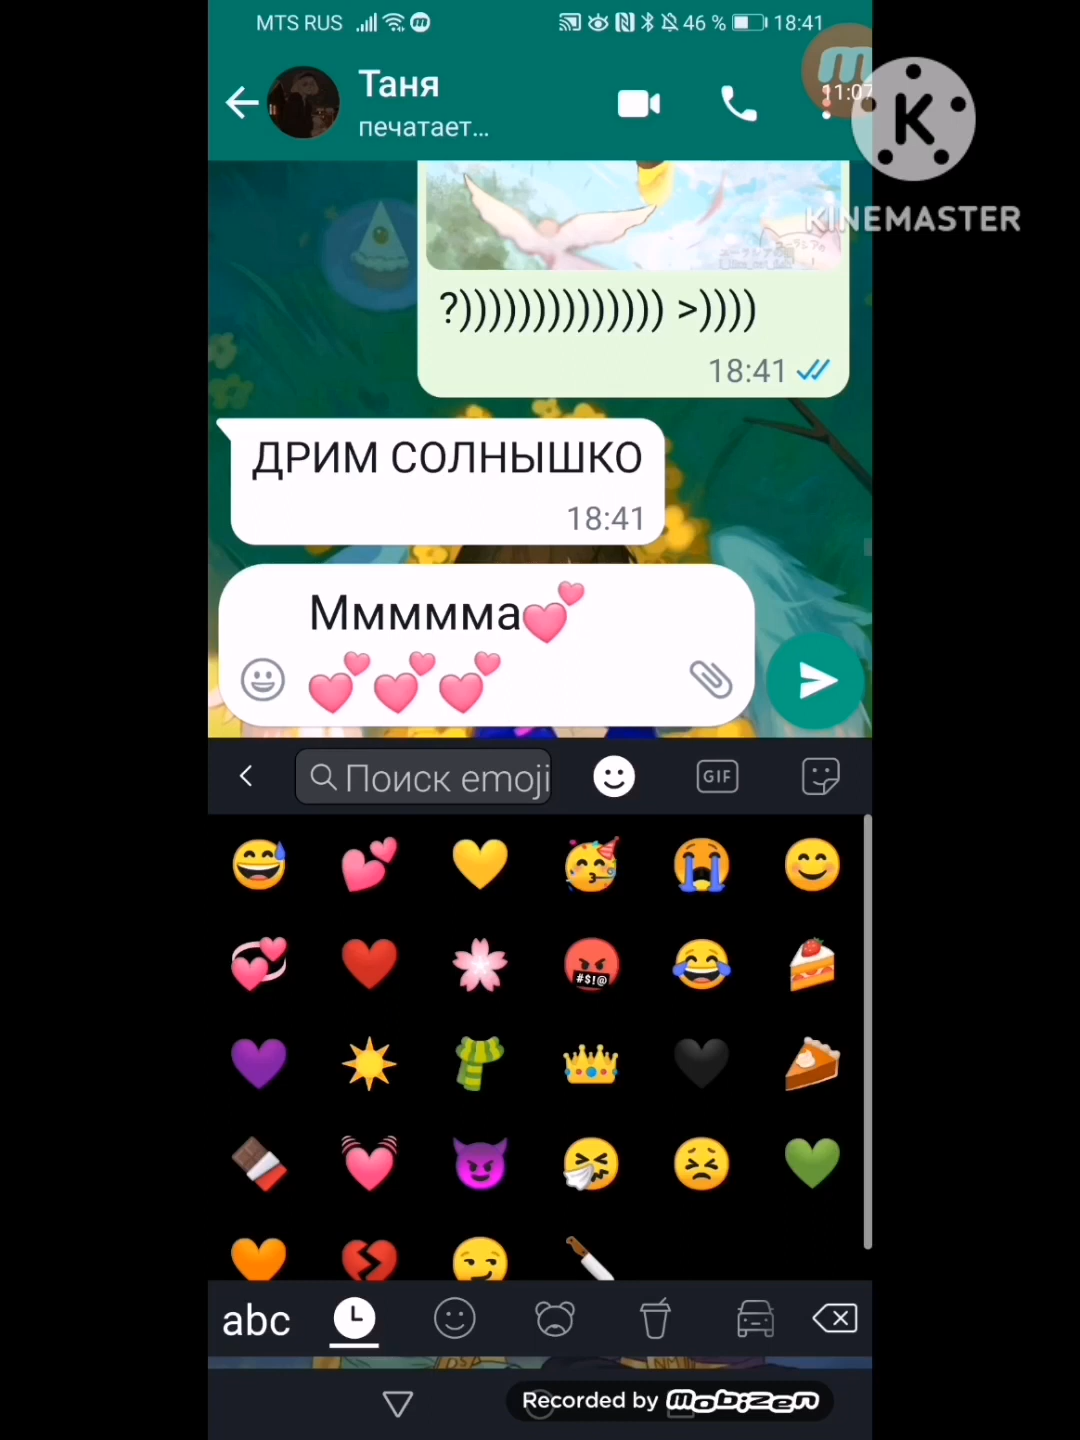 MTS RUS 46 % 18:41
Таня
11:07
печатает...
K
KINEMASTER
?)))))))))))))) >))))
18:41
ДРИМ СОЛНЫШКО
18:41
Мммммма💕
💕💕💕
Поиск emoji
GIF
#$!@
abc
Recorded by mobizen